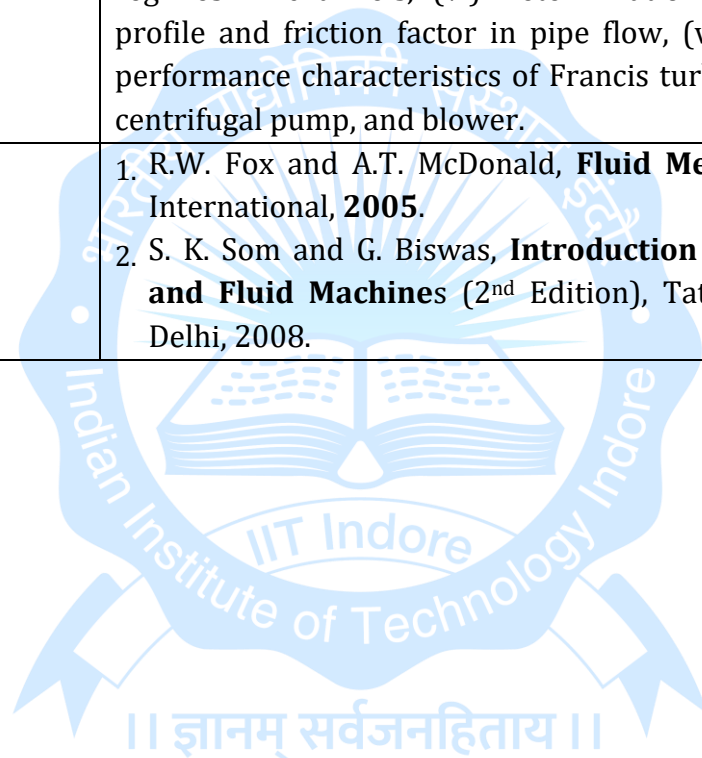 profile and friction factor in pipe flow, (v
performance characteristics of Francis tur
centrifugal pump, and blower.
1. R.W. Fox and A.T. McDonald, Fluid Me
International, 2005.
2. S. K. Som and G. Biswas, Introduction
and Fluid Machines (2nd Edition), Tat
Delhi, 2008.
भारतीय प्रौद्योगिकी संस्थान इंदौर
Indian Institute of Technology Indore
IIT Indore
।। ज्ञानम् सर्वजनहिताय ।।